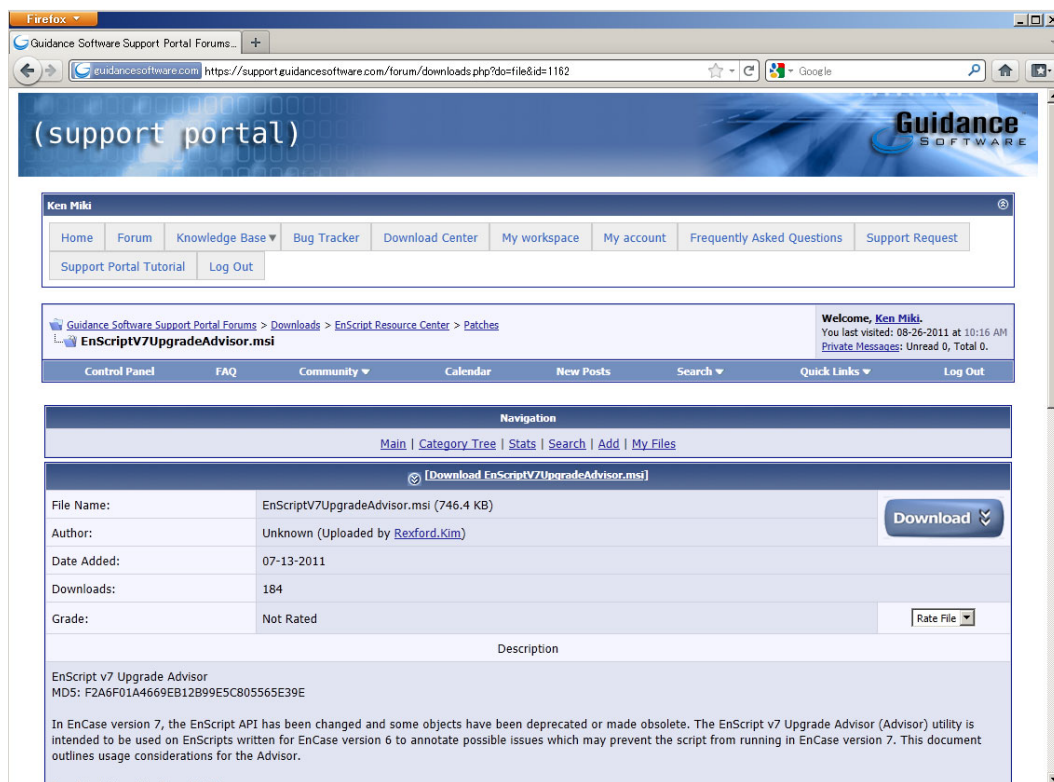 Firefox
Guidance Software Support Portal Forums...
guidancesoftware.com https://support.guidancesoftware.com/forum/downloads.php?do=file&id=1162
Google
(support portal)
Guidance
SOFTWARE
Ken Miki
Home Forum Knowledge Base Bug Tracker Download Center My workspace My account Frequently Asked Questions Support Request
Support Portal Tutorial Log Out
Guidance Software Support Portal Forums > Downloads > EnScript Resource Center > Patches
EnScriptV7UpgradeAdvisor.msi
Welcome, Ken Miki.
You last visited: 08-26-2011 at 10:16 AM
Private Messages: Unread 0, Total 0.
Control Panel FAQ Community Calendar New Posts Search Quick Links Log Out
Navigation
Main | Category Tree | Stats | Search | Add | My Files
[Download EnScriptV7UpgradeAdvisor.msi]
File Name: EnScriptV7UpgradeAdvisor.msi (746.4 KB)
Download
Author: Unknown (Uploaded by Rexford.Kim)
Date Added: 07-13-2011
Downloads: 184
Grade: Not Rated
Rate File
Description
EnScript v7 Upgrade Advisor
MD5: F2A6F01A4669EB12B99E5C805565E39E
In EnCase version 7, the EnScript API has been changed and some objects have been deprecated or made obsolete. The EnScript v7 Upgrade Advisor (Advisor) utility is
intended to be used on EnScripts written for EnCase version 6 to annotate possible issues which may prevent the script from running in EnCase version 7. This document
outlines usage considerations for the Advisor.